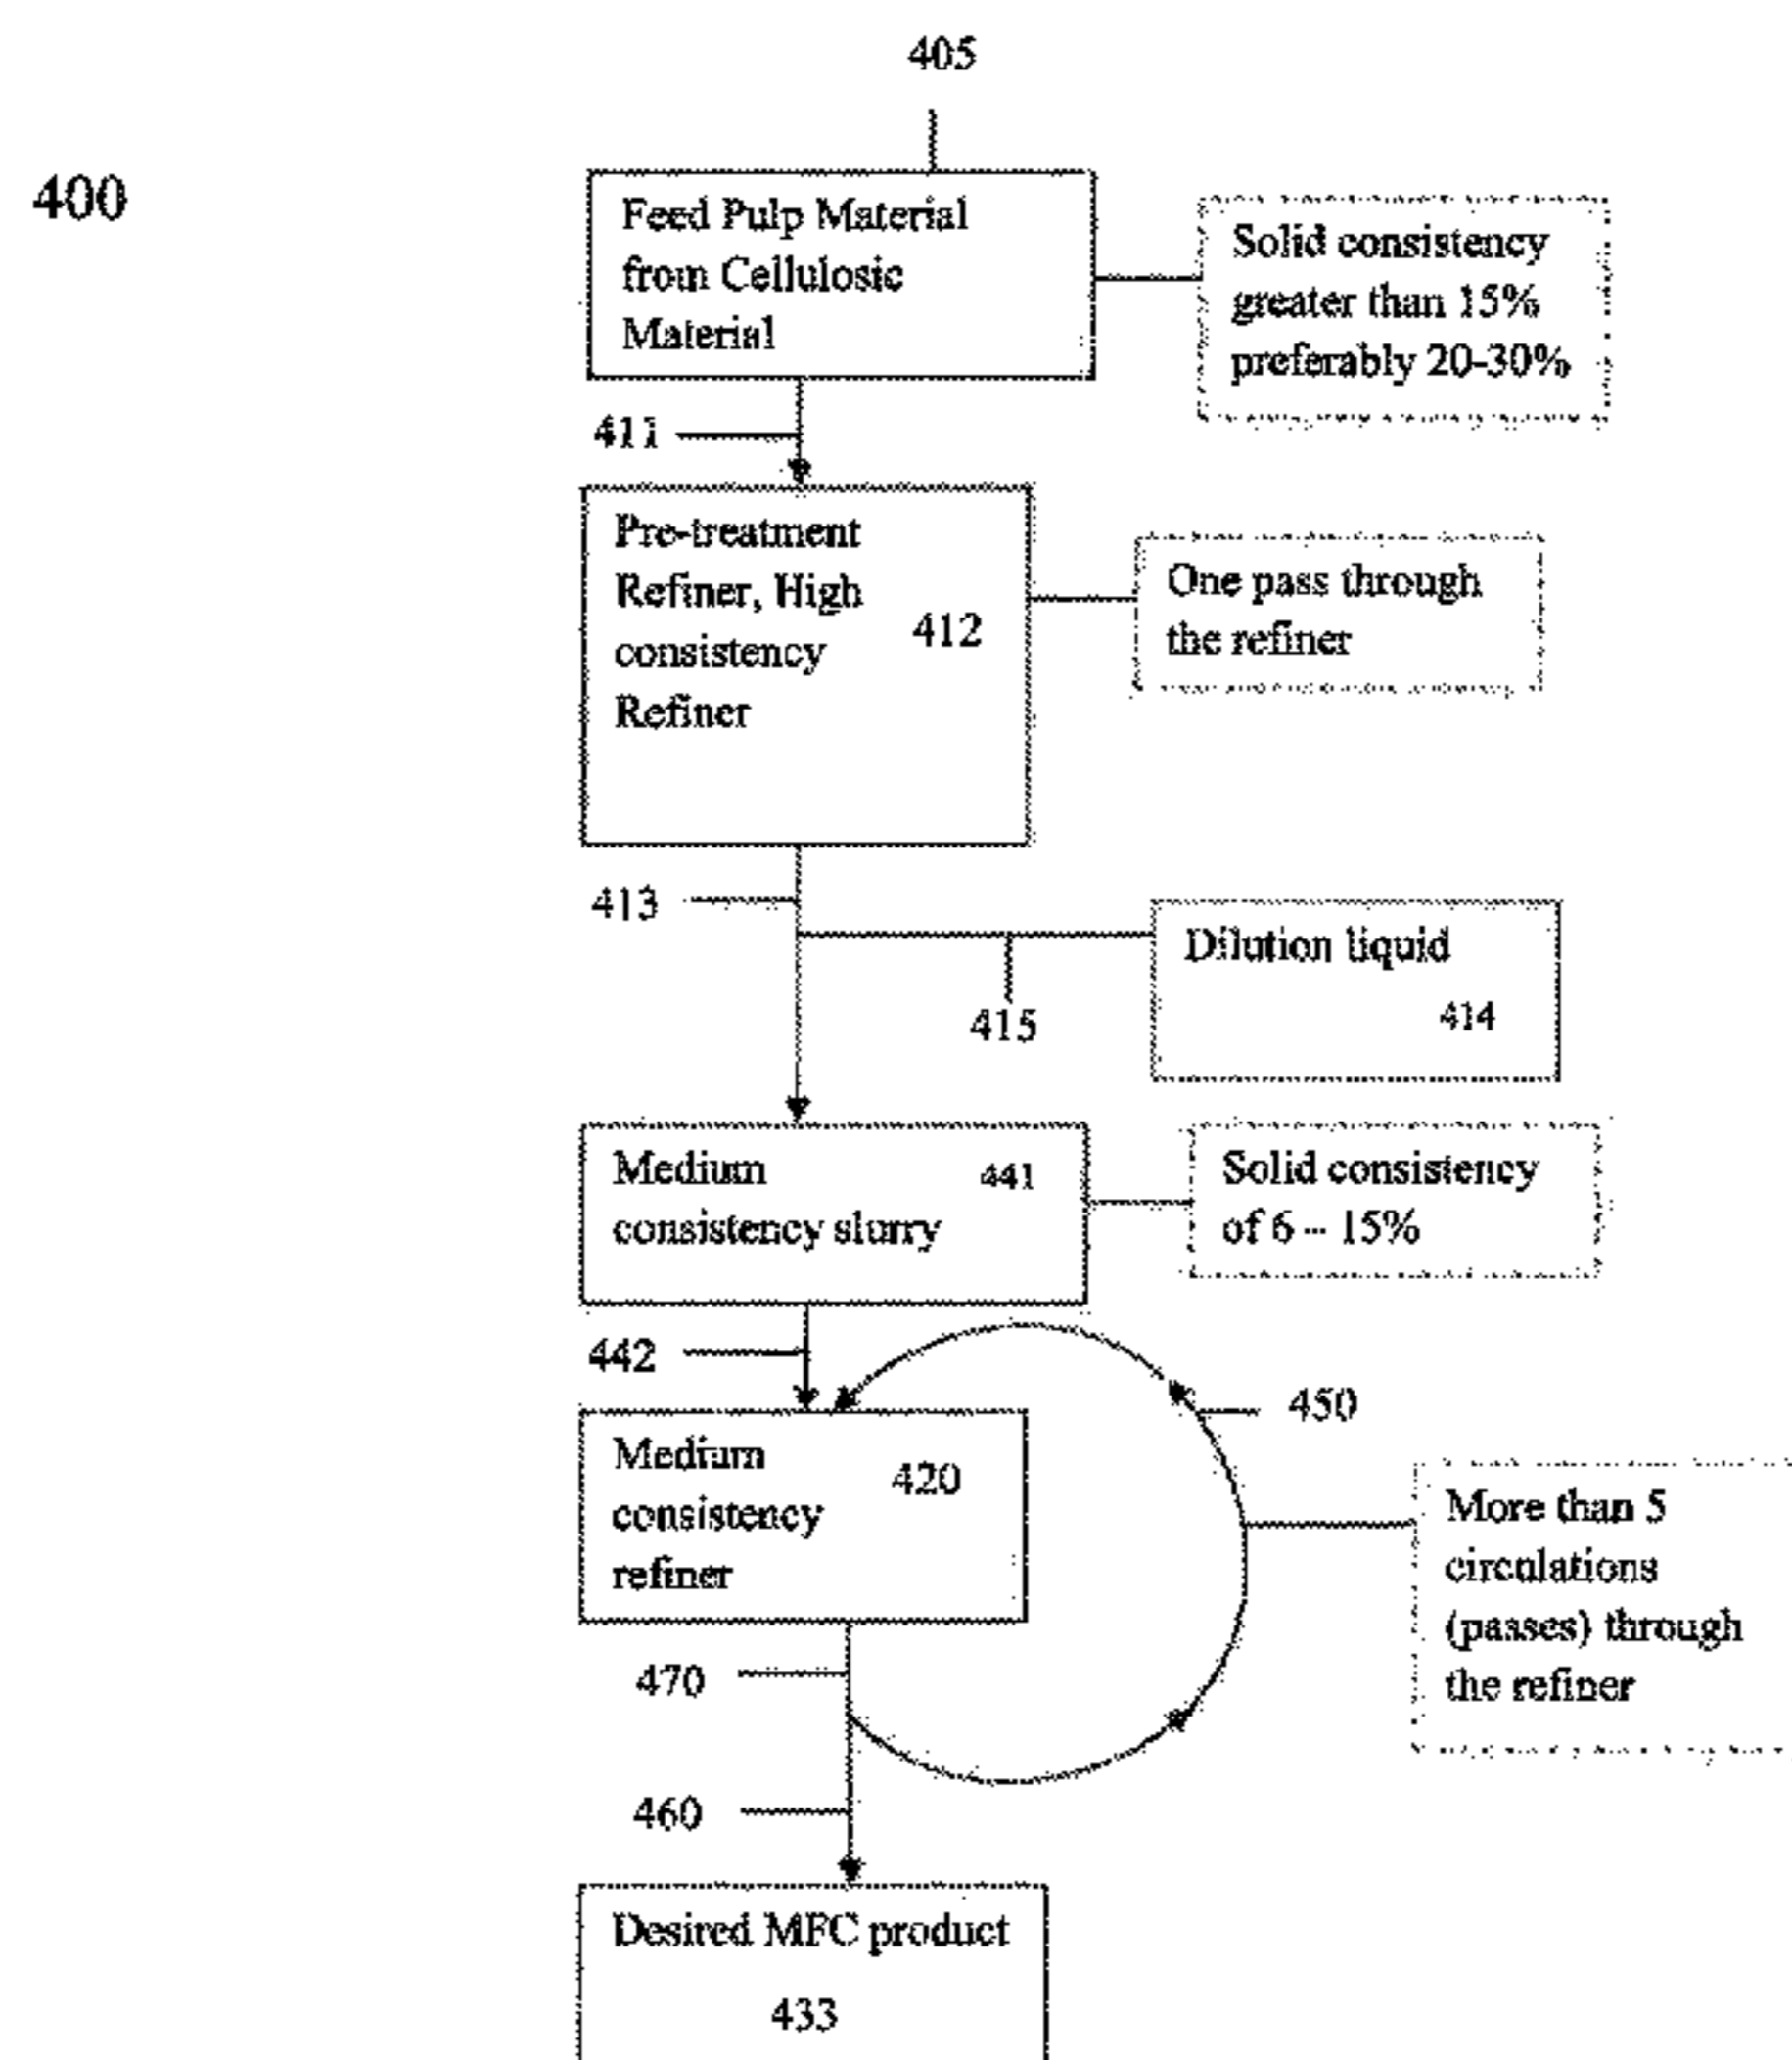 405
400
Feed Pulp Material
from Cellulosic
Material
Solid consistency
greater than 15%
preferably 20-30%
411
Pre-treatment
Refiner, High
consistency
Refiner
412
One pass through
the refiner
413
Dilution liquid
414
415
Medium
consistency slurry
441
Solid consistency
of 6 – 15%
442
450
Medium
consistency
refiner
420
More than 5
circulations
(passes) through
the refiner
470
460
Desired MFC product
433